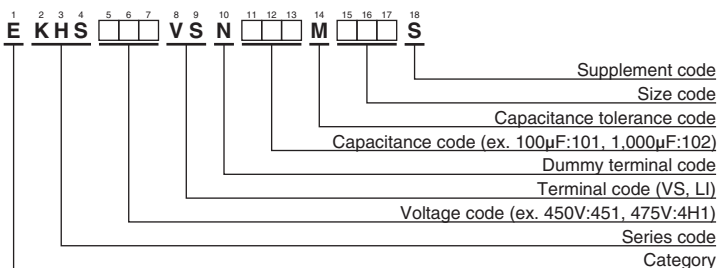 1 2 3 4 5 6 7 8 9 10 11 12 13 14 15 16 17 18
E KHS □□□ VS N □□□ M □□□ S
Supplement code
Size code
Capacitance tolerance code
Capacitance code (ex. 100μF:101, 1,000μF:102)
Dummy terminal code
Terminal code (VS, LI)
Voltage code (ex. 450V:451, 475V:4H1)
Series code
Category